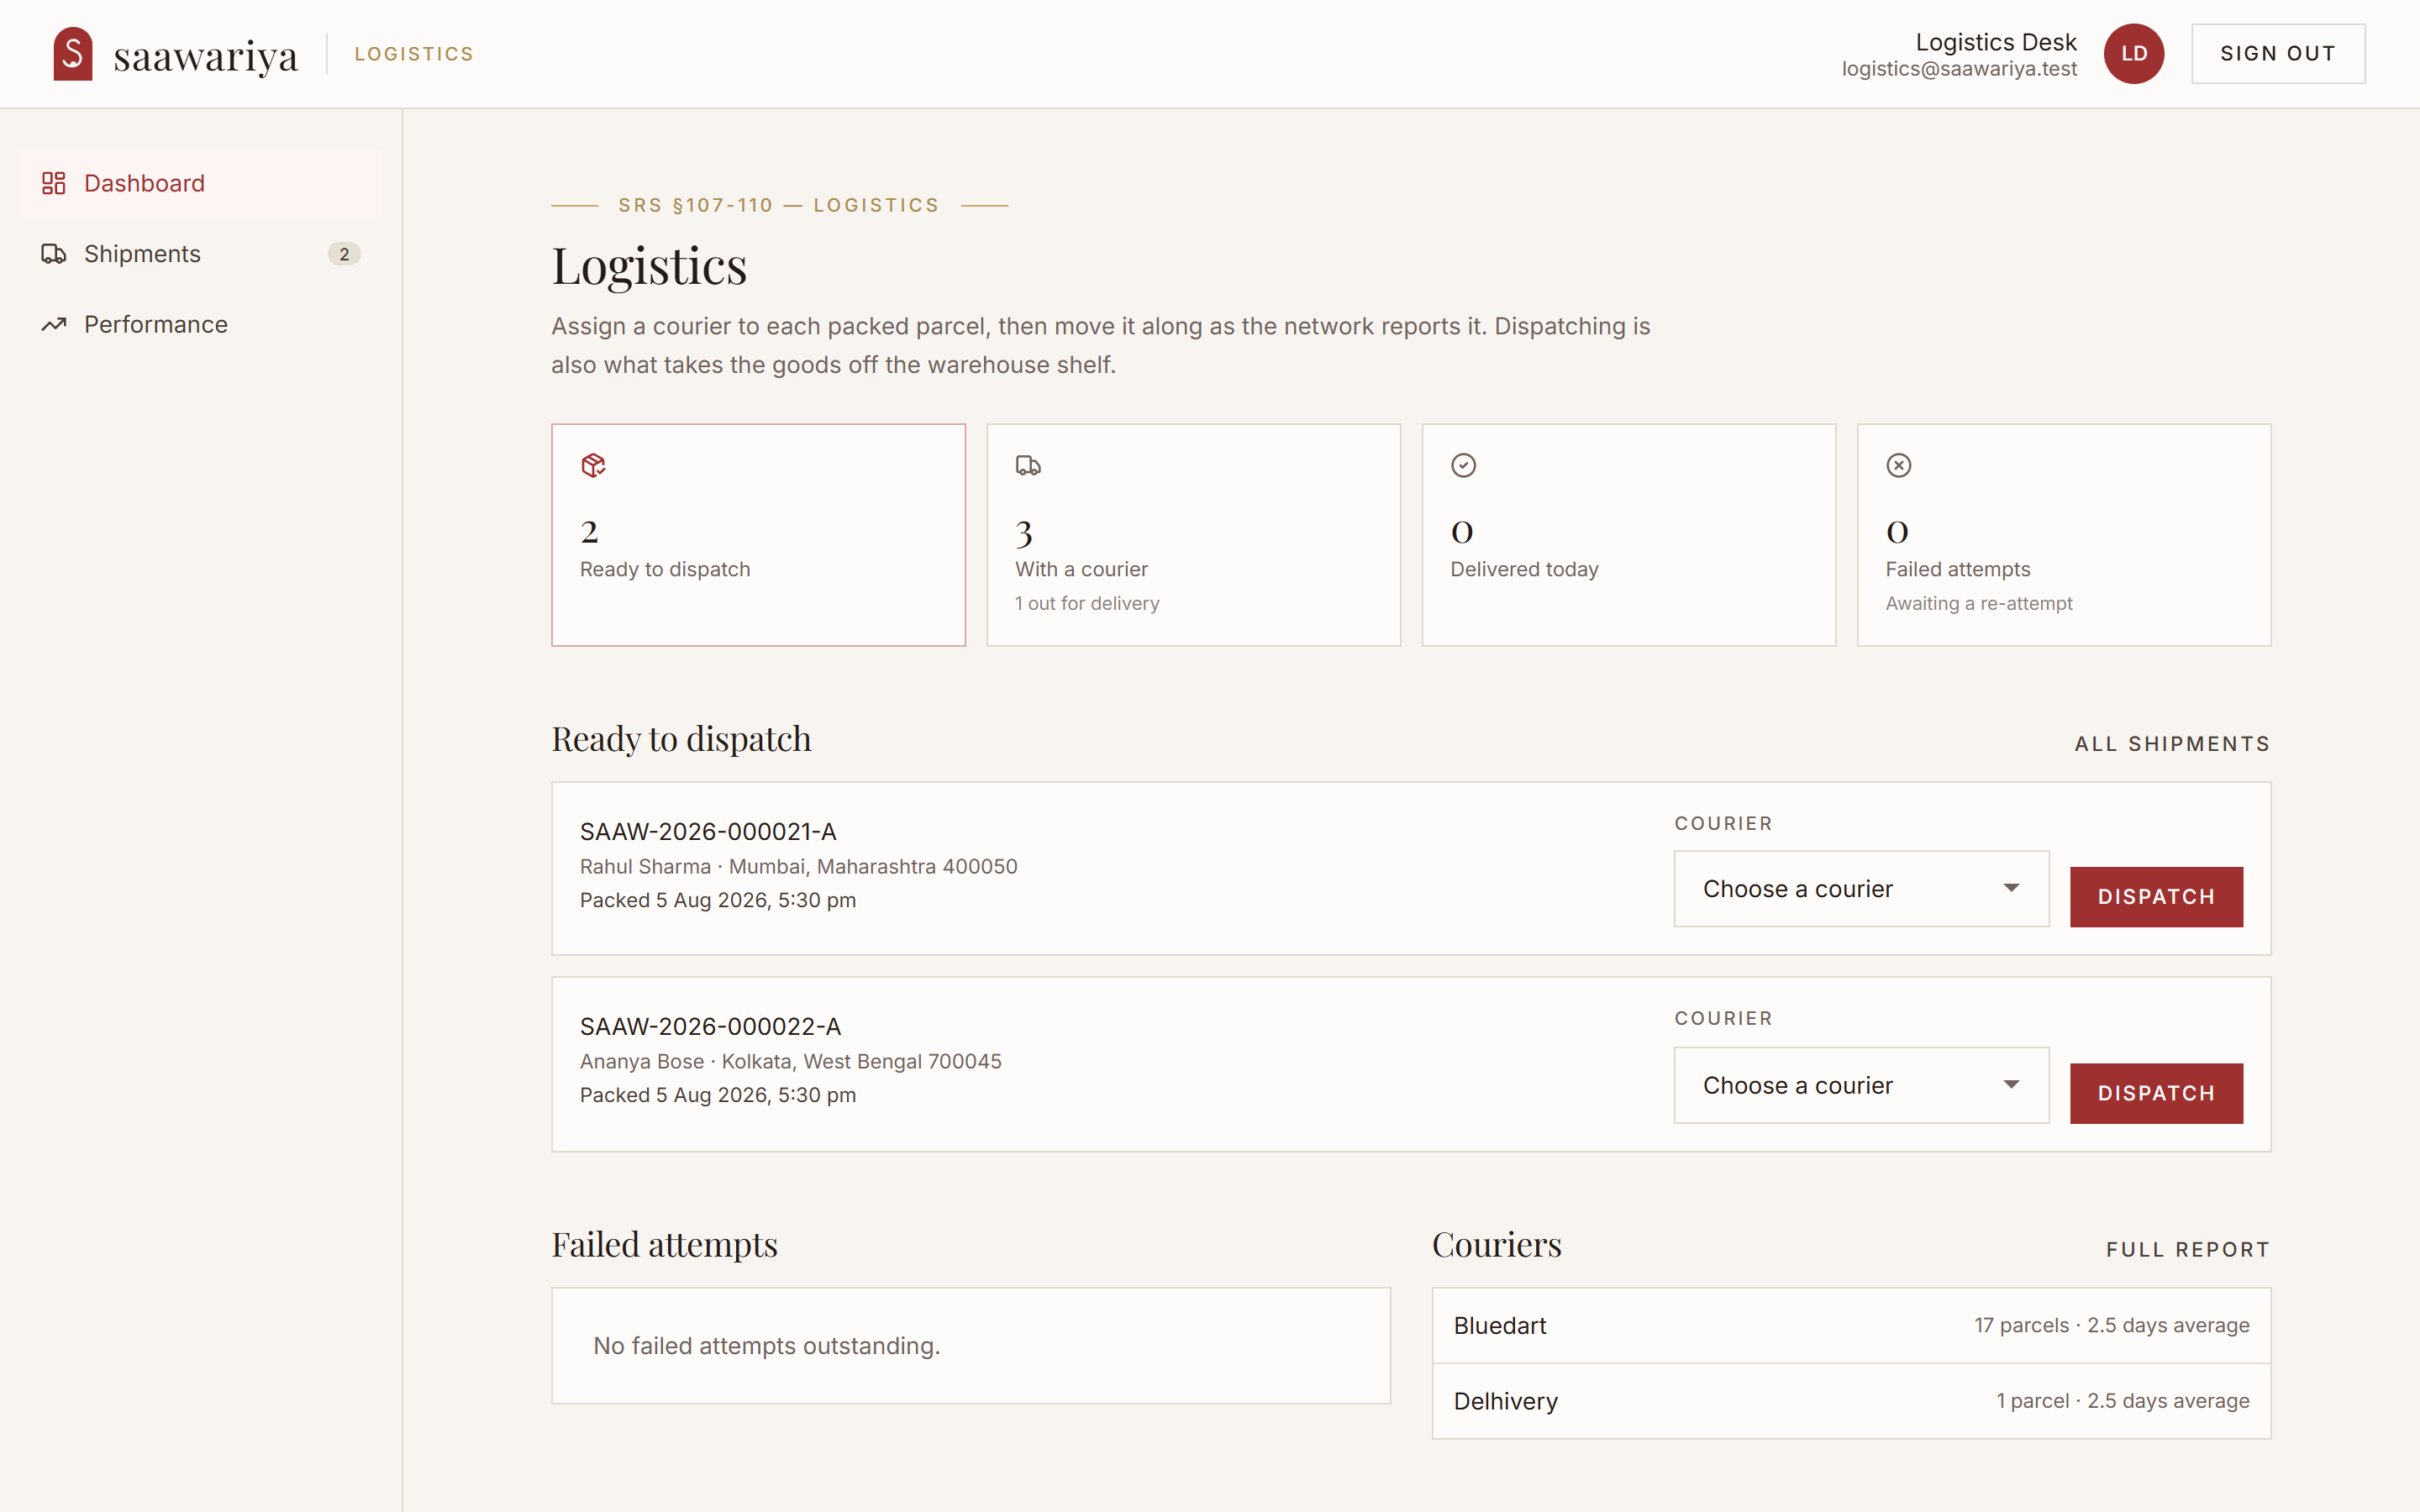 S saawariya
LOGISTICS
Logistics Desk
logistics@saawariya.test
LD
SIGN OUT
Dashboard
Shipments 2
Performance
SRS §107-110 — LOGISTICS
Logistics
Assign a courier to each packed parcel, then move it along as the network reports it. Dispatching is
also what takes the goods off the warehouse shelf.
2
Ready to dispatch
3
With a courier
1 out for delivery
0
Delivered today
0
Failed attempts
Awaiting a re-attempt
Ready to dispatch
ALL SHIPMENTS
SAAW-2026-000021-A
Rahul Sharma · Mumbai, Maharashtra 400050
Packed 5 Aug 2026, 5:30 pm
COURIER
Choose a courier
DISPATCH
SAAW-2026-000022-A
Ananya Bose · Kolkata, West Bengal 700045
Packed 5 Aug 2026, 5:30 pm
COURIER
Choose a courier
DISPATCH
Failed attempts
No failed attempts outstanding.
Couriers
FULL REPORT
Bluedart
17 parcels · 2.5 days average
Delhivery
1 parcel · 2.5 days average